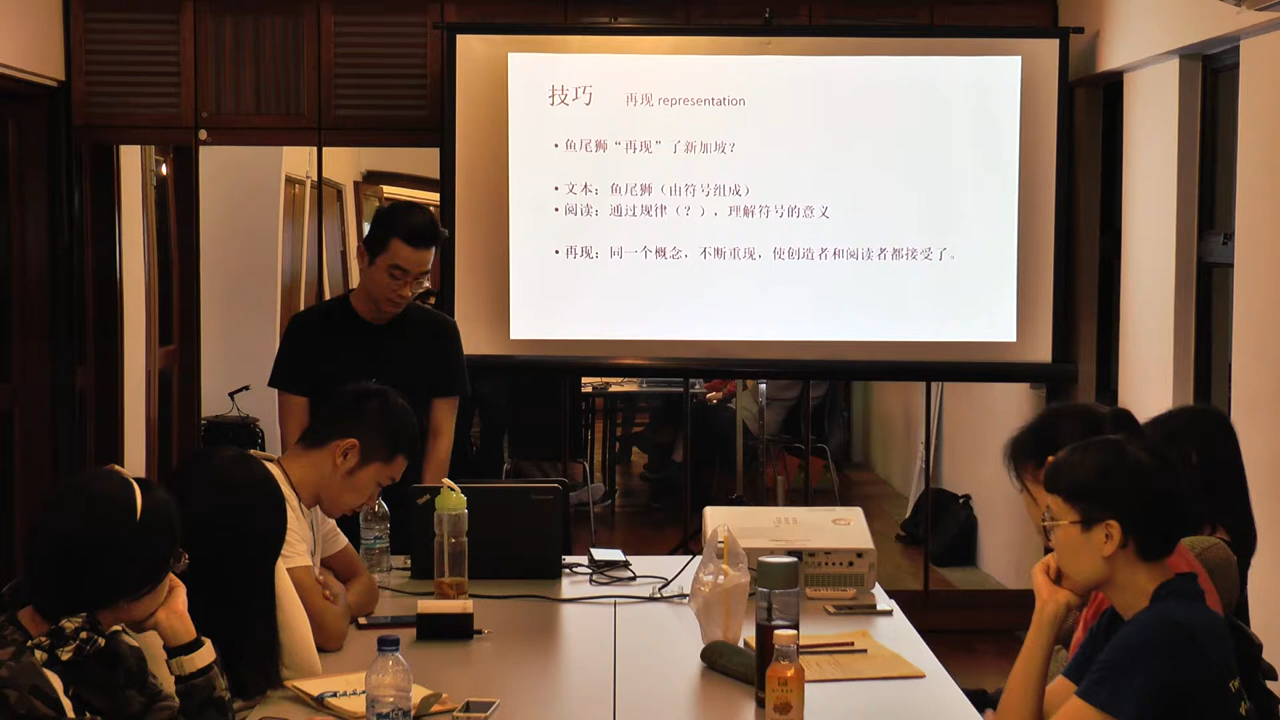 技巧 再现 representation
• 鱼尾狮“再现”了新加坡？
• 文本：鱼尾狮（由符号组成）
• 阅读：通过规律（？），理解符号的意义
• 再现：同一个概念，不断重现，使创造者和阅读者都接受了。